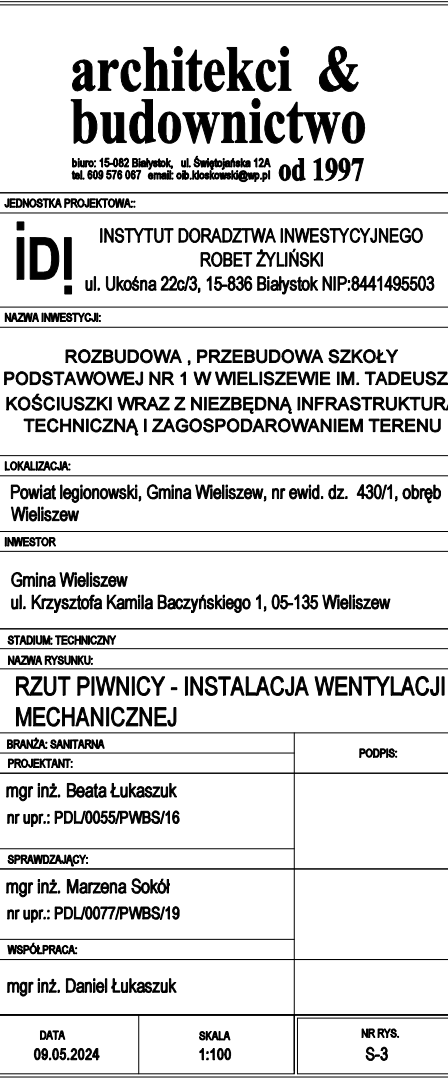 architekci &
budownictwo
biuro: 15-082 Białystok, ul. Świętojańska 12A
tel. 609 576 067 email: oib.kloskowski@wp.pl od 1997
JEDNOSTKA PROJEKTOWA::
iD!
INSTYTUT DORADZTWA INWESTYCYJNEGO
ROBET ŻYLIŃSKI
ul. Ukośna 22c/3, 15-836 Białystok NIP:8441495503
NAZWA INWESTYCJI:
ROZBUDOWA , PRZEBUDOWA SZKOŁY
PODSTAWOWEJ NR 1 W WIELISZEWIE IM. TADEUSZ
KOŚCIUSZKI WRAZ Z NIEZBĘDNĄ INFRASTRUKTURĄ
TECHNICZNĄ I ZAGOSPODAROWANIEM TERENU
LOKALIZACJA:
Powiat legionowski, Gmina Wieliszew, nr ewid. dz. 430/1, obręb
Wieliszew
INWESTOR
Gmina Wieliszew
ul. Krzysztofa Kamila Baczyńskiego 1, 05-135 Wieliszew
STADIUM: TECHNICZNY
NAZWA RYSUNKU:
RZUT PIWNICY - INSTALACJA WENTYLACJI
MECHANICZNEJ
BRANŻA: SANITARNA
PODPIS:
PROJEKTANT:
mgr inż. Beata Łukaszuk
nr upr.: PDL/0055/PWBS/16
SPRAWDZAJĄCY:
mgr inż. Marzena Sokół
nr upr.: PDL/0077/PWBS/19
WSPÓŁPRACA:
mgr inż. Daniel Łukaszuk
DATA SKALA NR RYS.
09.05.2024 1:100 S-3